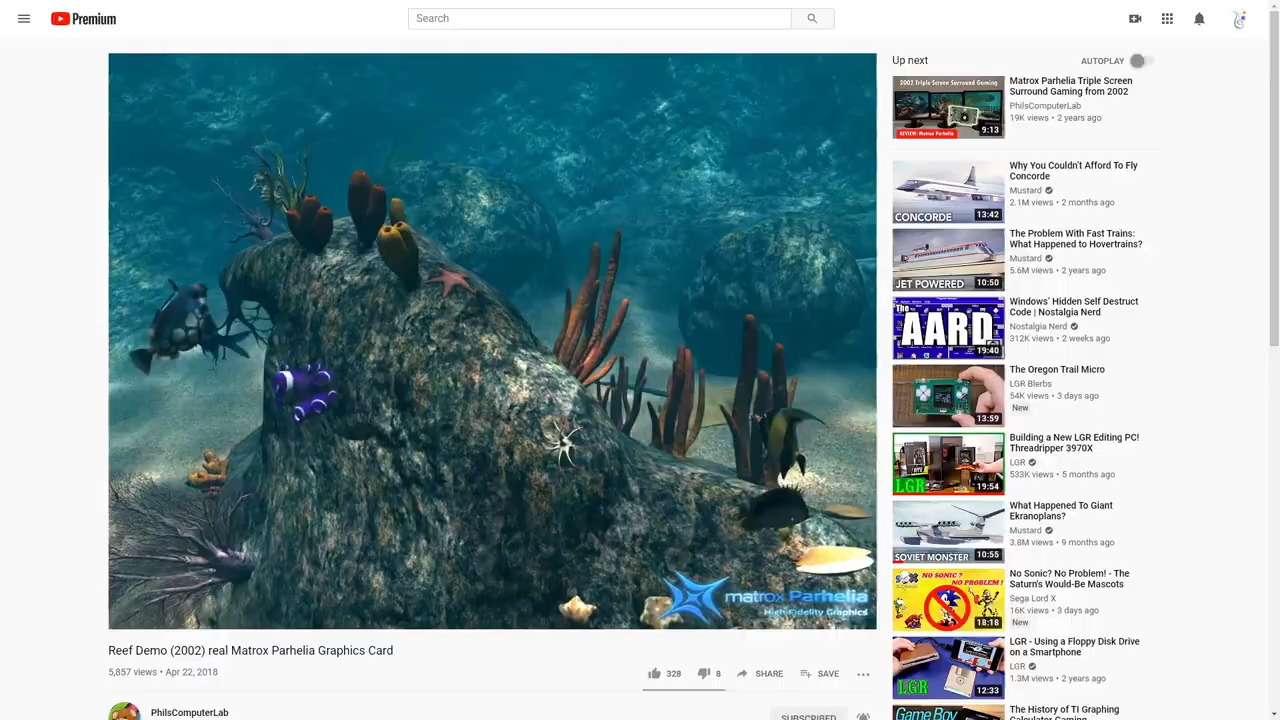 Premium
Search
Up next
AUTOPLAY
2002 Triple Screen Surround Gaming
REVIEW: Matrox Parhelia
9:13
Matrox Parhelia Triple Screen
Surround Gaming from 2002
PhilsComputerLab
19K views • 2 years ago
CONCORDE
13:42
Why You Couldn't Afford To Fly
Concorde
Mustard
2.1M views • 2 months ago
JET POWERED
10:50
The Problem With Fast Trains:
What Happened to Hovertrains?
Mustard
5.6M views • 2 years ago
The
AARD
19:40
Windows' Hidden Self Destruct
Code | Nostalgia Nerd
Nostalgia Nerd
312K views • 2 weeks ago
13:59
The Oregon Trail Micro
LGR Blerbs
54K views • 3 days ago
New
LGR
19:54
Building a New LGR Editing PC!
Threadripper 3970X
LGR
533K views • 5 months ago
SOVIET MONSTER
10:55
What Happened To Giant
Ekranoplans?
Mustard
3.8M views • 9 months ago
NO SONIC?
NO PROBLEM!
18:18
No Sonic? No Problem! - The
Saturn's Would-Be Mascots
Sega Lord X
16K views • 3 days ago
New
LGR
12:33
LGR - Using a Floppy Disk Drive
on a Smartphone
LGR
1.3M views • 2 years ago
Game Boy
The History of TI Graphing
Calculator Gaming
matrox Parhelia
High Fidelity Graphics
Reef Demo (2002) real Matrox Parhelia Graphics Card
5,857 views • Apr 22, 2018
328
8
SHARE
SAVE
PhilsComputerLab
SUBSCRIBED